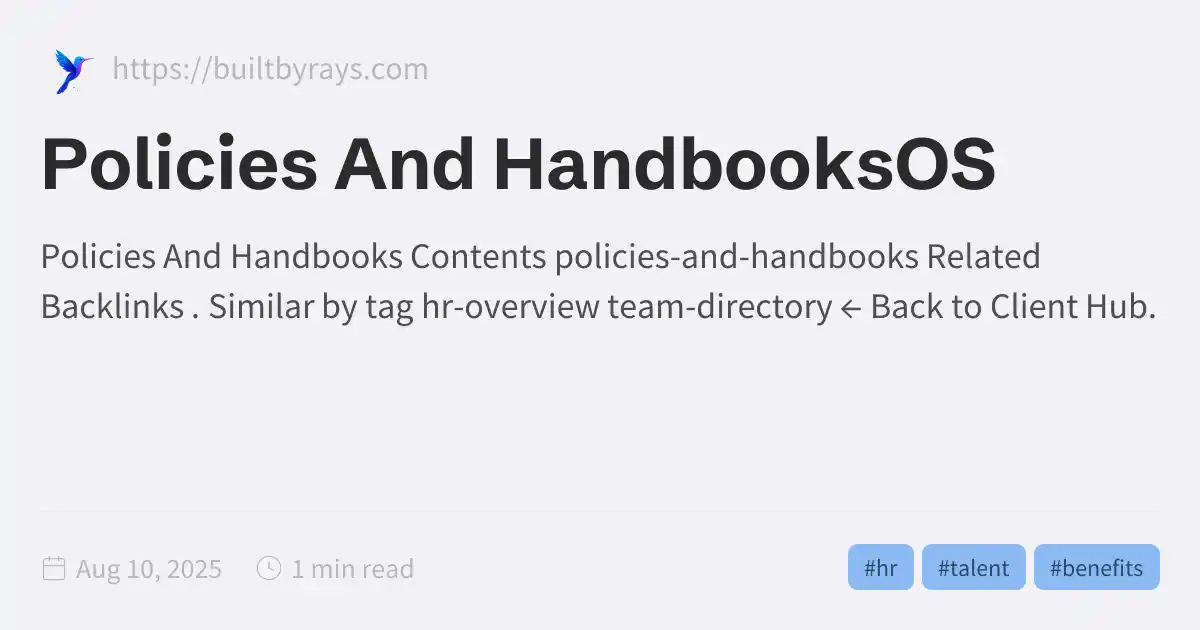 https://builtbyrays.com
Policies And HandbooksOS
Policies And Handbooks Contents policies-and-handbooks Related
Backlinks . Similar by tag hr-overview team-directory ← Back to Client Hub.
Aug 10, 2025 1 min read #hr #talent #benefits